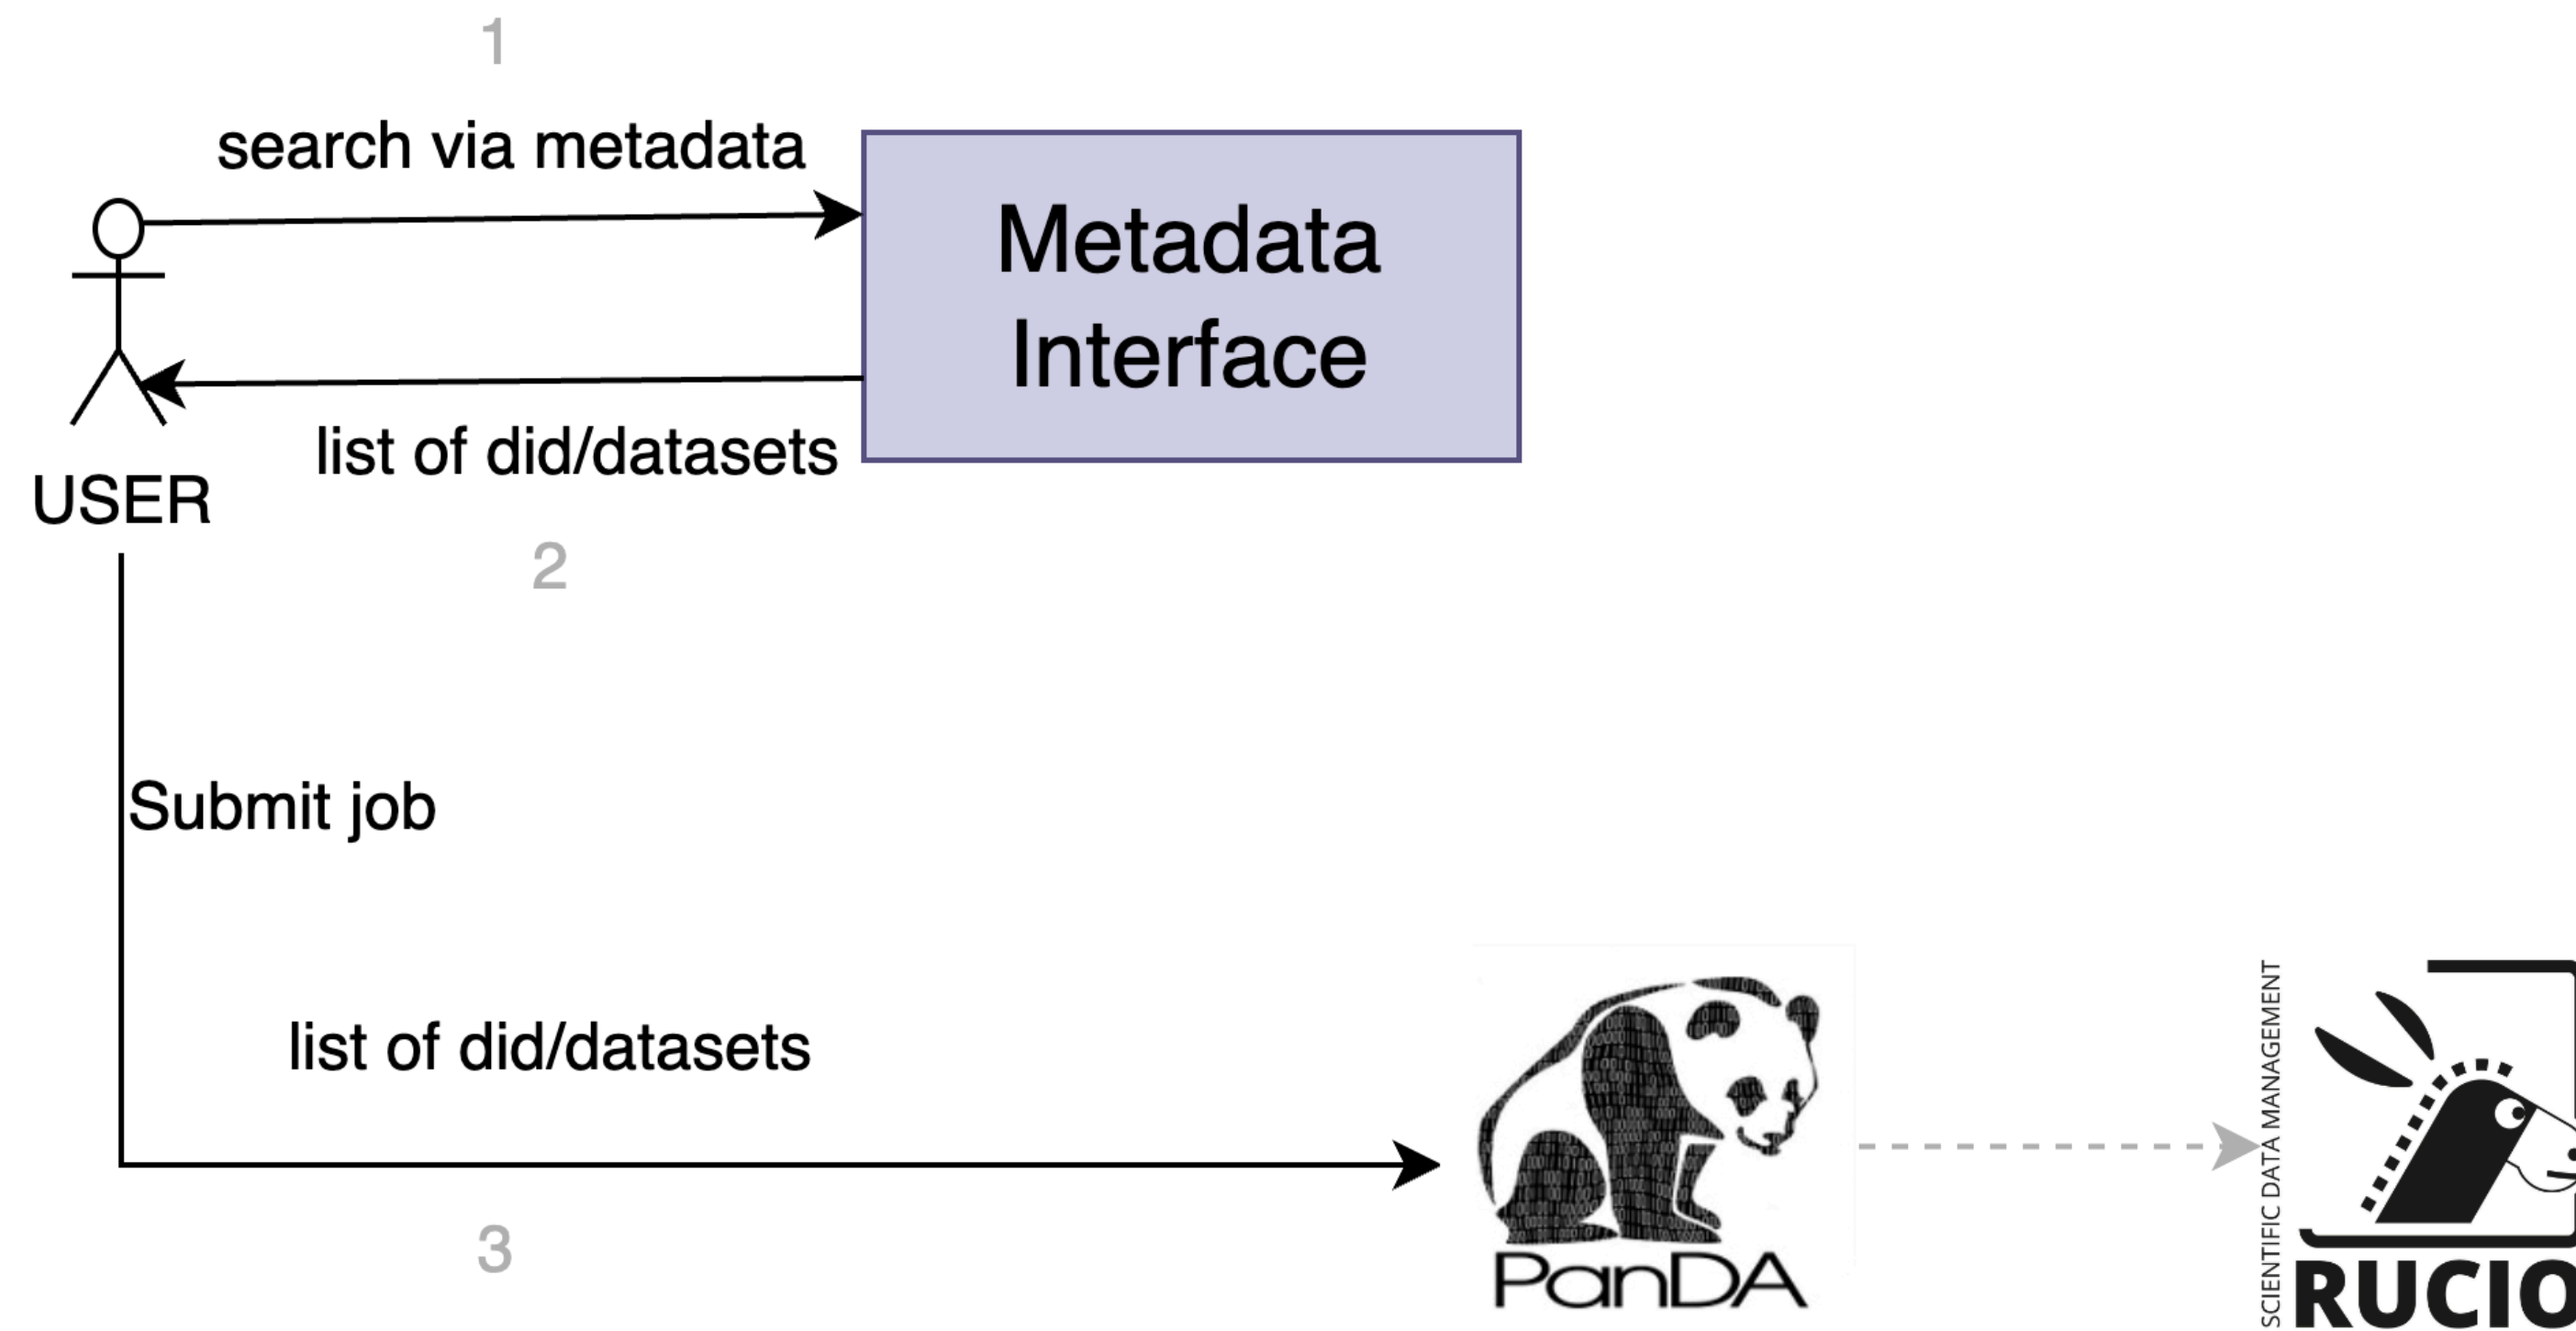 1
search via metadata
Metadata
Interface
list of did/datasets
USER
2
Submit job
list of did/datasets
3
PanDA
SCIENTIFIC DATA MANAGEMENT
RUCIO